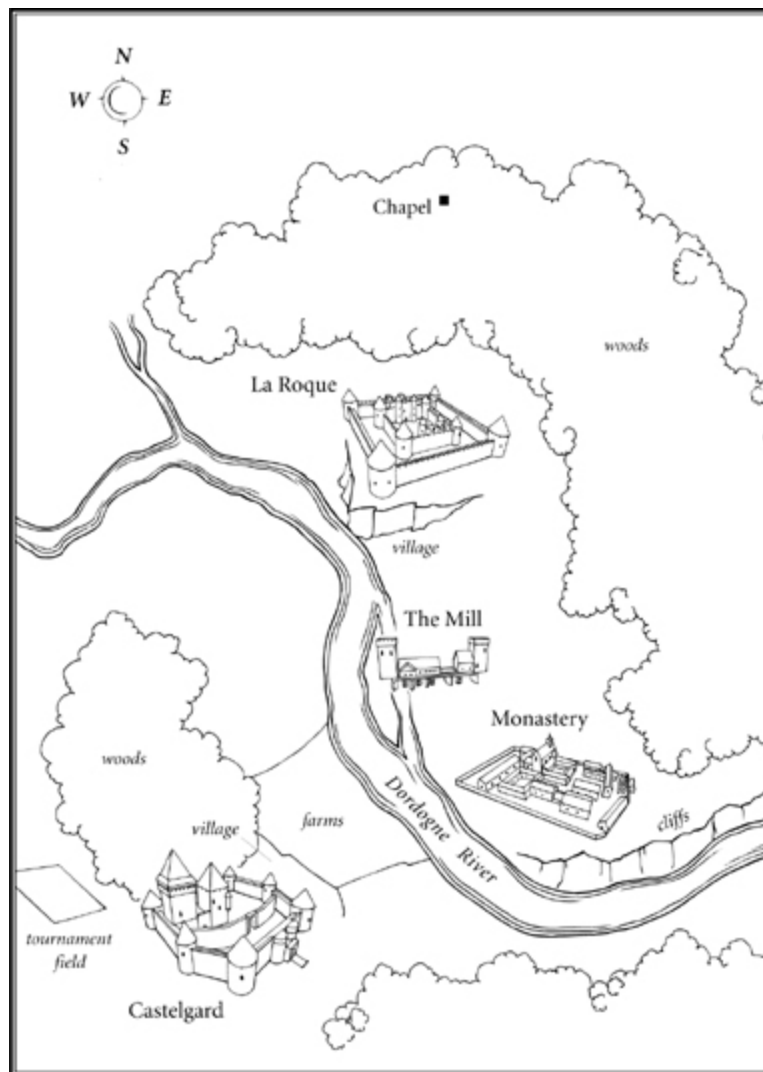 N
W E
S
Chapel
woods
La Roque
village
The Mill
Monastery
woods
Dordogne River
farms
cliffs
village
tournament
field
Castelgard